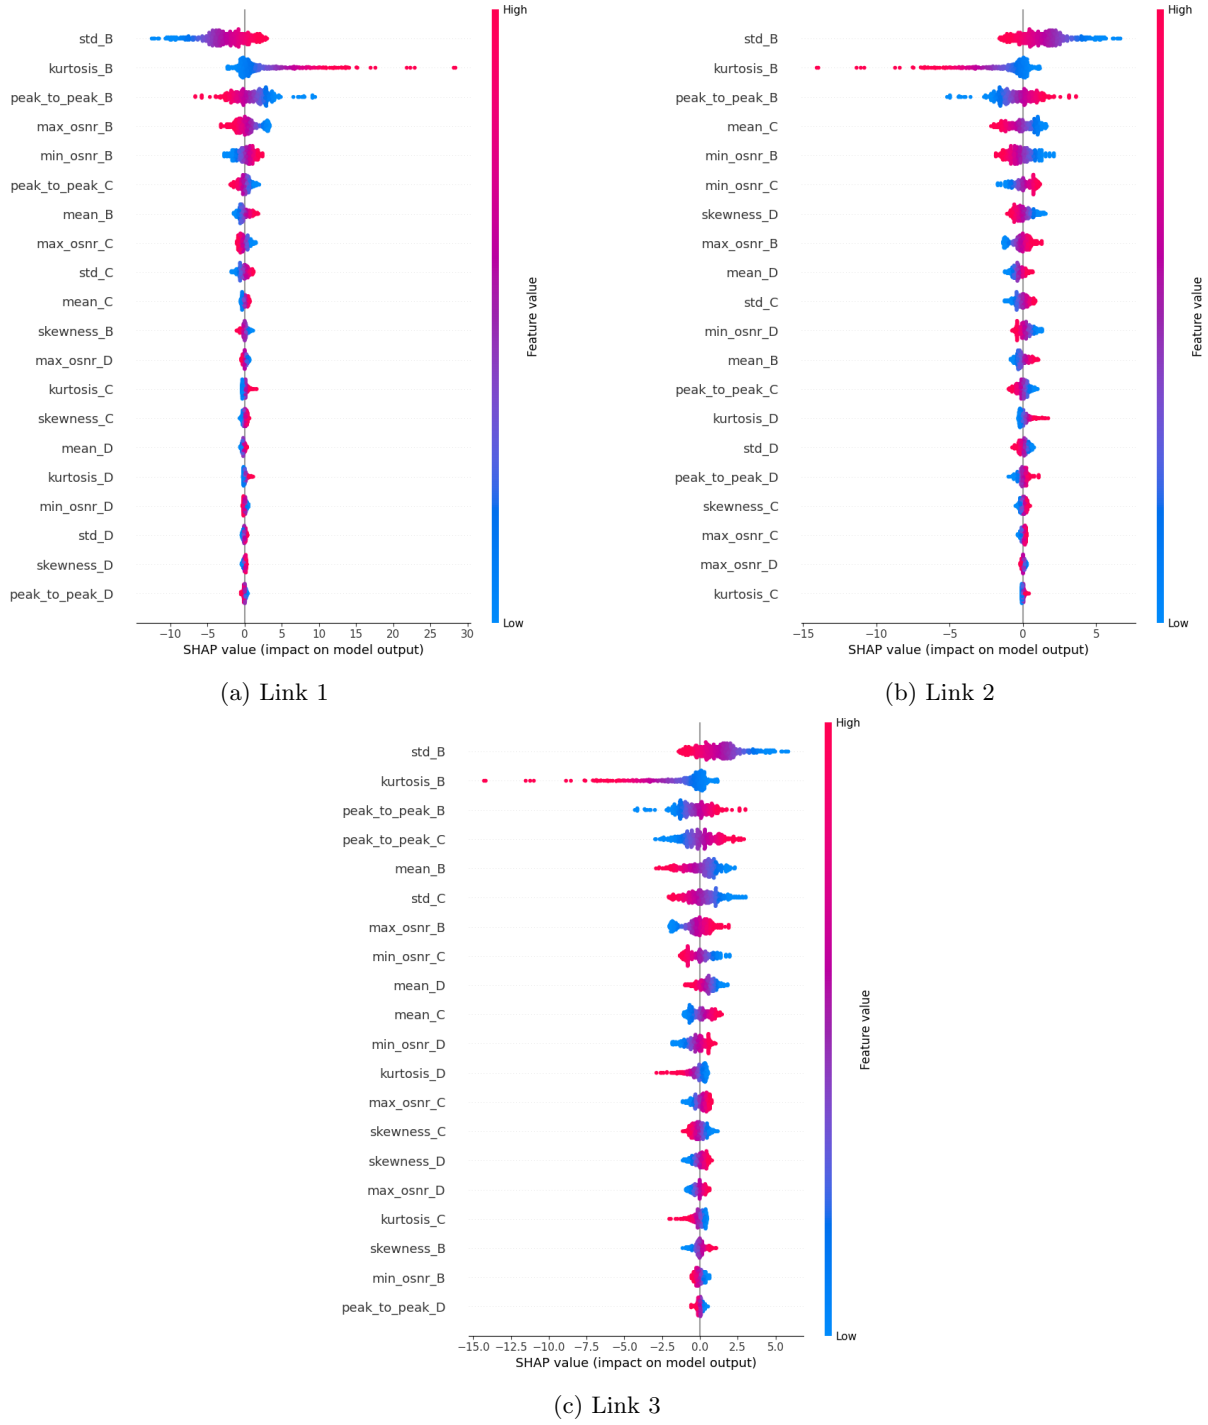 High
std_B
kurtosis_B
peak_to_peak_B
max_osnr_B
min_osnr_B
peak_to_peak_C
mean_B
max_osnr_C
std_C
mean_C
skewness_B
max_osnr_D
kurtosis_C
skewness_C
mean_D
kurtosis_D
min_osnr_D
std_D
skewness_D
peak_to_peak_D
Feature value
Low
−10 −5 0 5 10 15 20 25 30
SHAP value (impact on model output)
(a) Link 1
High
std_B
kurtosis_B
peak_to_peak_B
mean_C
min_osnr_B
min_osnr_C
skewness_D
max_osnr_B
mean_D
std_C
min_osnr_D
mean_B
peak_to_peak_C
kurtosis_D
std_D
peak_to_peak_D
skewness_C
max_osnr_C
max_osnr_D
kurtosis_C
Feature value
Low
−15 −10 −5 0 5
SHAP value (impact on model output)
(b) Link 2
High
std_B
kurtosis_B
peak_to_peak_B
peak_to_peak_C
mean_B
std_C
max_osnr_B
min_osnr_C
mean_D
mean_C
min_osnr_D
kurtosis_D
max_osnr_C
skewness_C
skewness_D
max_osnr_D
kurtosis_C
skewness_B
min_osnr_B
peak_to_peak_D
Feature value
Low
−15.0 −12.5 −10.0 −7.5 −5.0 −2.5 0.0 2.5 5.0
SHAP value (impact on model output)
(c) Link 3